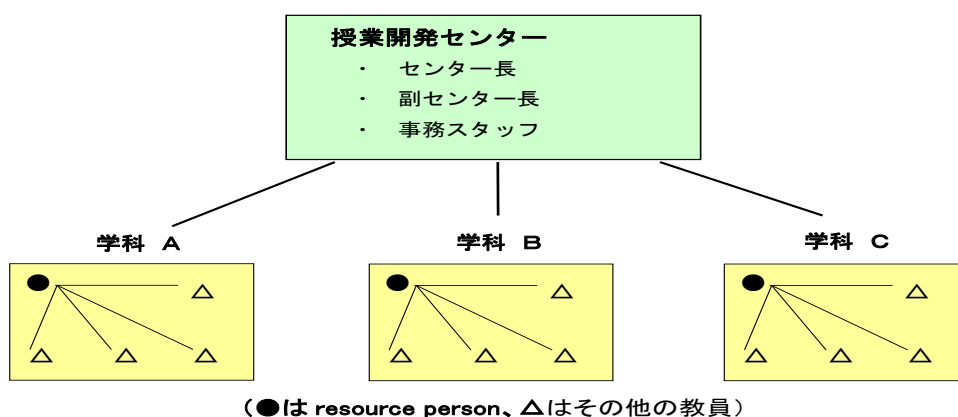 授業開発センター
・ センター長
・ 副センター長
・ 事務スタッフ
学科 A
学科 B
学科 C
（●は resource person、△はその他の教員）